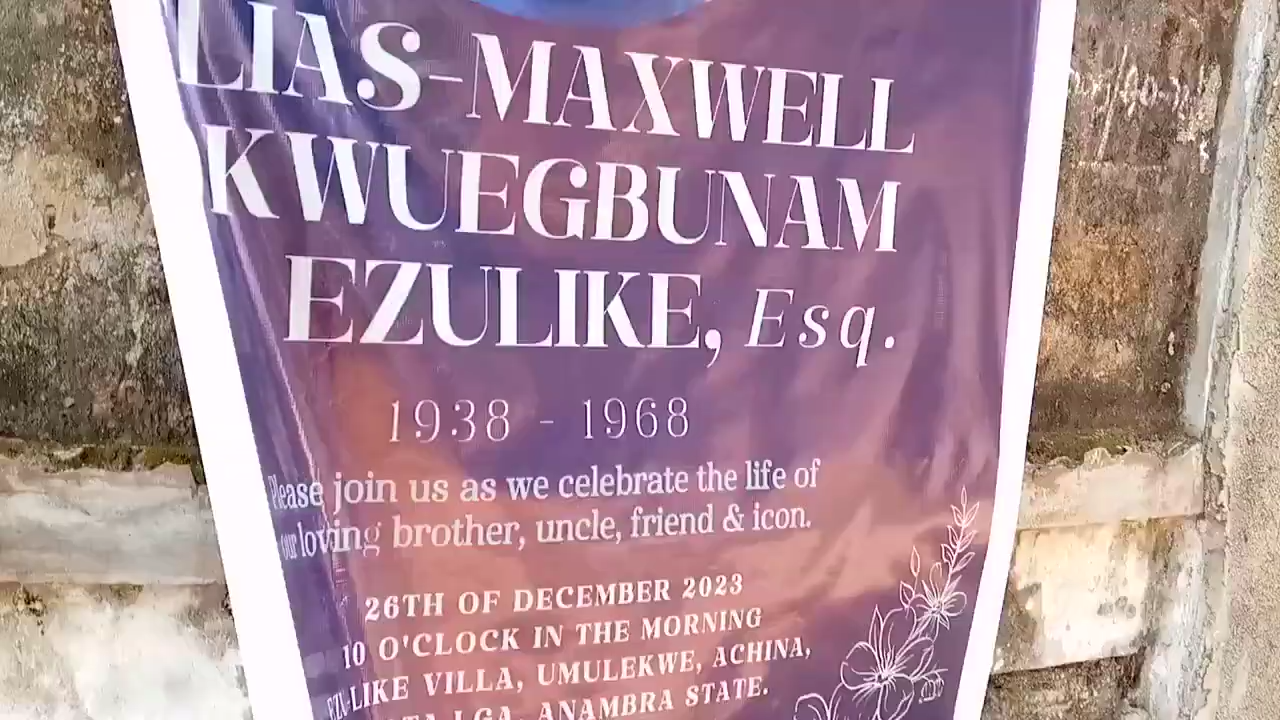 LIAS-MAXWELL
KWUEGBUNAM
EZULIKE, Esq.
1938 - 1968
Please join us as we celebrate the life of
our loving brother, uncle, friend & icon.
26TH OF DECEMBER 2023
10 O'CLOCK IN THE MORNING
EZU-LIKE VILLA, UMULEKWE, ACHINA,
LGA, ANAMBRA STATE.